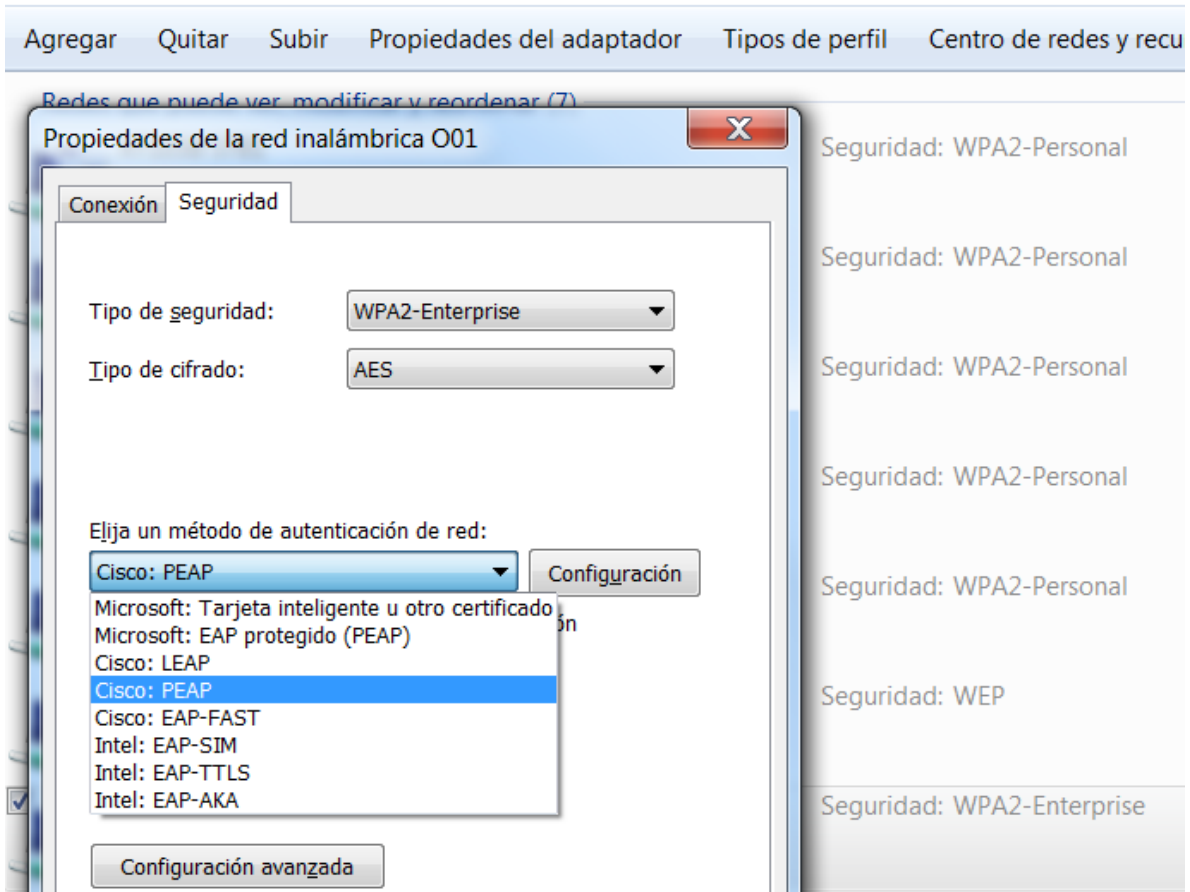 Agregar Quitar Subir Propiedades del adaptador Tipos de perfil Centro de redes y recu
Redes que puede ver, modificar y reordenar (7)
Propiedades de la red inalámbrica O01
Conexión Seguridad
Tipo de seguridad: WPA2-Enterprise
Tipo de cifrado: AES
Elija un método de autenticación de red:
Cisco: PEAP Configuración
Microsoft: Tarjeta inteligente u otro certificado
Microsoft: EAP protegido (PEAP)
Cisco: LEAP
Cisco: PEAP
Cisco: EAP-FAST
Intel: EAP-SIM
Intel: EAP-TTLS
Intel: EAP-AKA
ón
Configuración avanzada
Seguridad: WPA2-Personal
Seguridad: WPA2-Personal
Seguridad: WPA2-Personal
Seguridad: WPA2-Personal
Seguridad: WPA2-Personal
Seguridad: WEP
Seguridad: WPA2-Enterprise